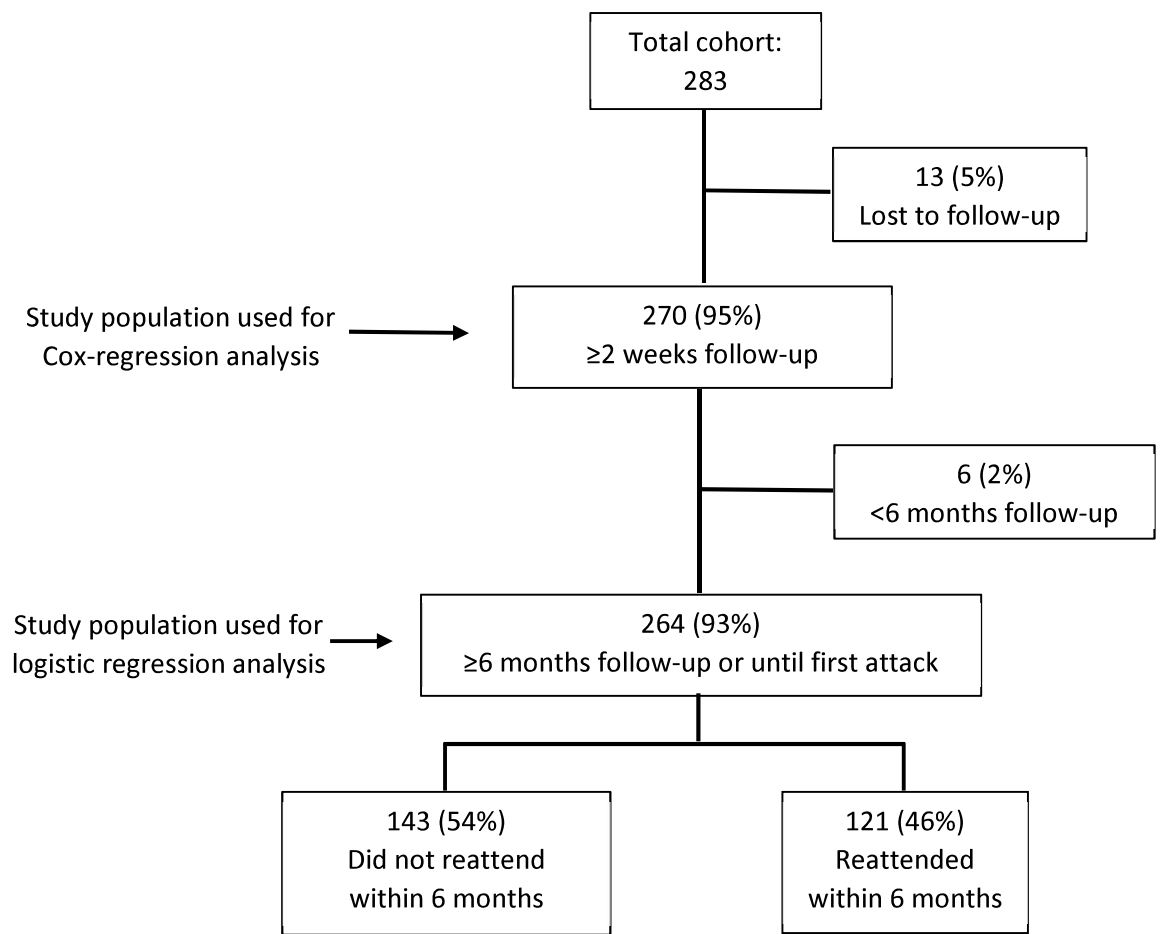 Total cohort:
283
13 (5%)
Lost to follow-up
Study population used for
Cox-regression analysis
270 (95%)
≥2 weeks follow-up
6 (2%)
<6 months follow-up
Study population used for
logistic regression analysis
264 (93%)
≥6 months follow-up or until first attack
143 (54%)
Did not reattend
within 6 months
121 (46%)
Reattended
within 6 months